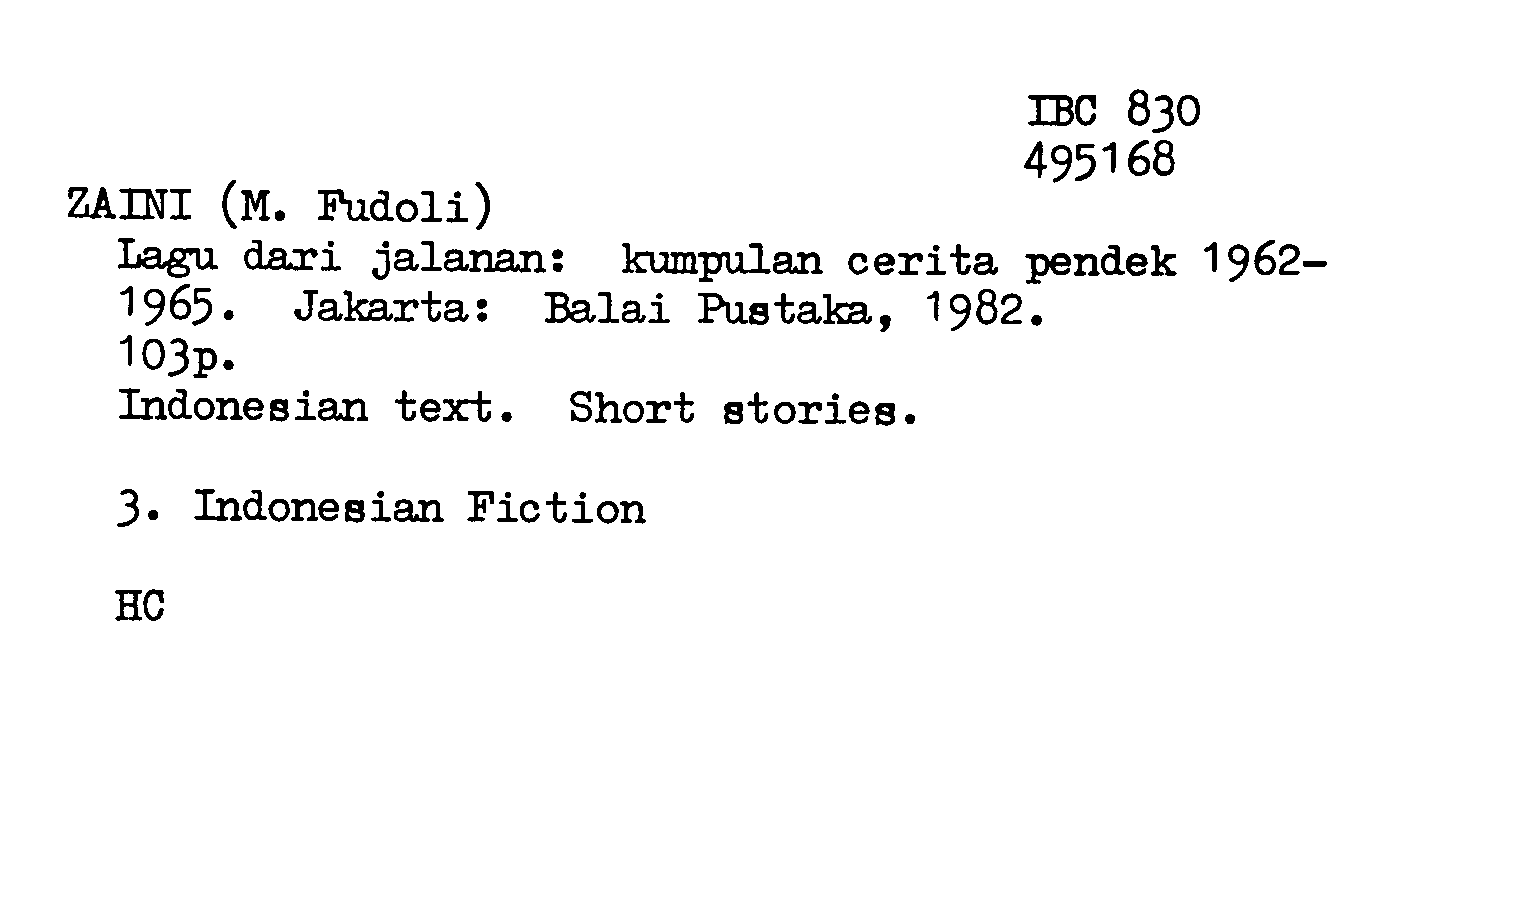 IBC 830
495168
ZAINI (M. Fudoli)
Lagu dari jalanan: kumpulan cerita pendek 1962-
1965. Jakarta: Balai Pustaka, 1982.
103p.
Indonesian text. Short stories.
3. Indonesian Fiction
HC